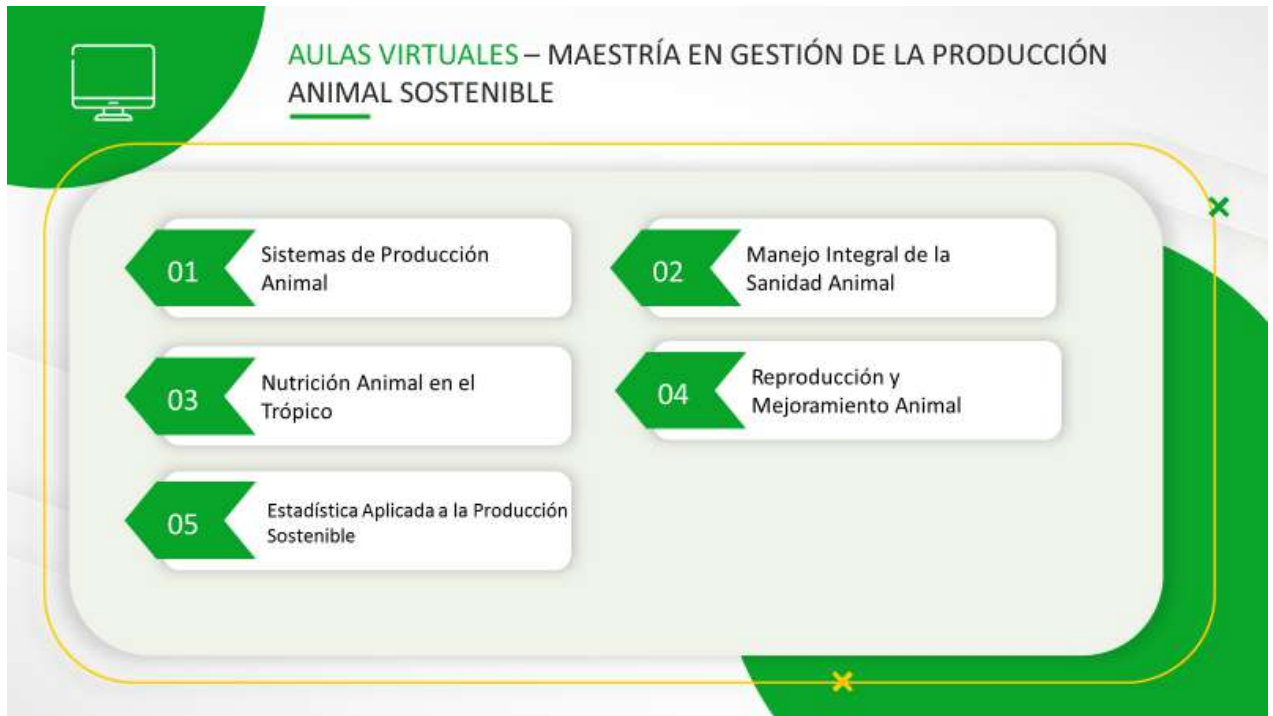 AULAS VIRTUALES – MAESTRÍA EN GESTIÓN DE LA PRODUCCIÓN
ANIMAL SOSTENIBLE
01
Sistemas de Producción
Animal
02
Manejo Integral de la
Sanidad Animal
03
Nutrición Animal en el
Trópico
04
Reproducción y
Mejoramiento Animal
05
Estadística Aplicada a la Producción
Sostenible